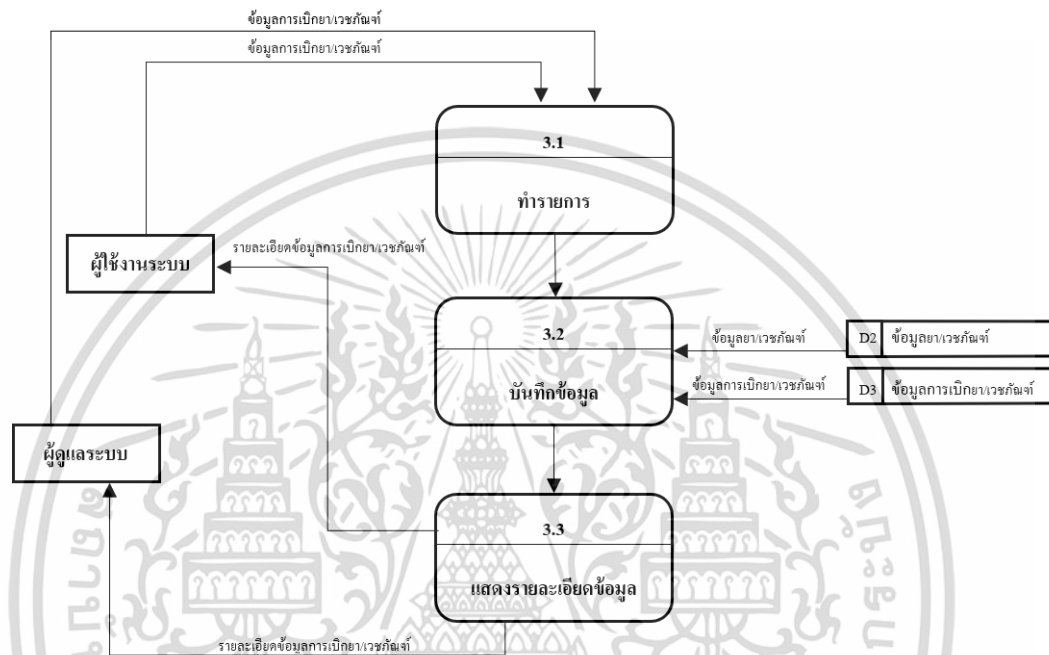 ข้อมูลการเบิกยา/เวชภัณฑ์
ข้อมูลการเบิกยา/เวชภัณฑ์
3.1
ทำรายการ
ผู้ใช้งานระบบ
รายละเอียดข้อมูลการเบิกยา/เวชภัณฑ์
3.2
บันทึกข้อมูล
ข้อมูลยา/เวชภัณฑ์
D2 ข้อมูลยา/เวชภัณฑ์
ข้อมูลการเบิกยา/เวชภัณฑ์
D3 ข้อมูลการเบิกยา/เวชภัณฑ์
ผู้ดูแลระบบ
3.3
แสดงรายละเอียดข้อมูล
รายละเอียดข้อมูลการเบิกยา/เวชภัณฑ์